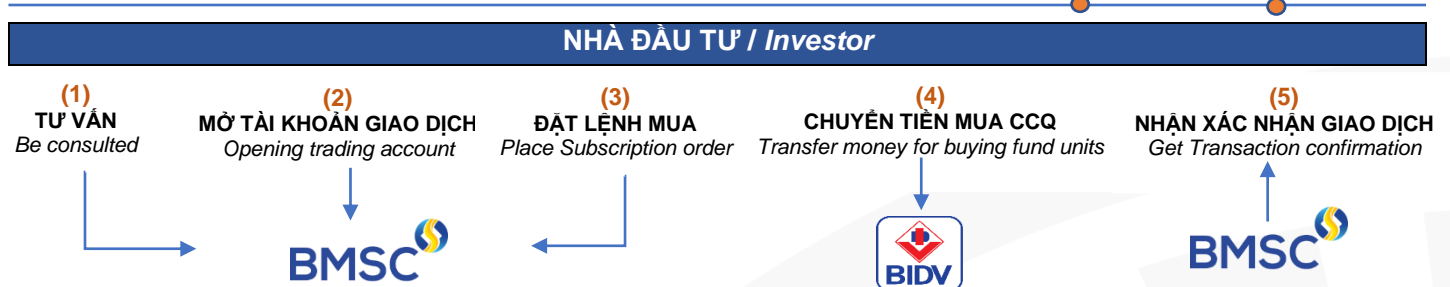 NHÀ ĐẦU TƯ / Investor
(1)
TƯ VẤN
Be consulted
(2)
MỞ TÀI KHOẢN GIAO DỊCH
Opening trading account
(3)
ĐẶT LỆNH MUA
Place Subscription order
(4)
CHUYỂN TIỀN MUA CCQ
Transfer money for buying fund units
(5)
NHẬN XÁC NHẬN GIAO DỊCH
Get Transaction confirmation
BMSC
BIDV
BMSC